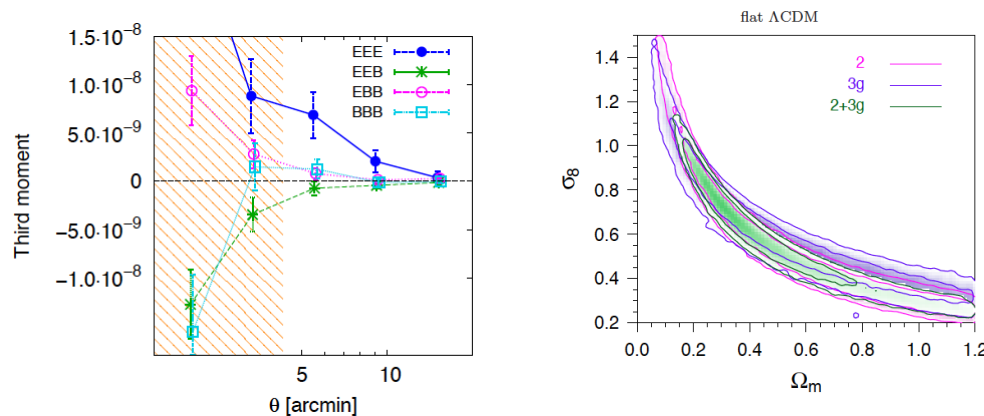 1.5·10⁻⁸
1.0·10⁻⁸
5.0·10⁻⁹
0
−5.0·10⁻⁹
−1.0·10⁻⁸
Third moment
EEE
EEB
EBB
BBB
5
10
θ [arcmin]
flat ΛCDM
2
3g
2+3g
1.4
1.2
1.0
0.8
0.6
0.4
0.2
σ₈
0.0
0.2
0.4
0.6
0.8
1.0
1.2
Ωₘ